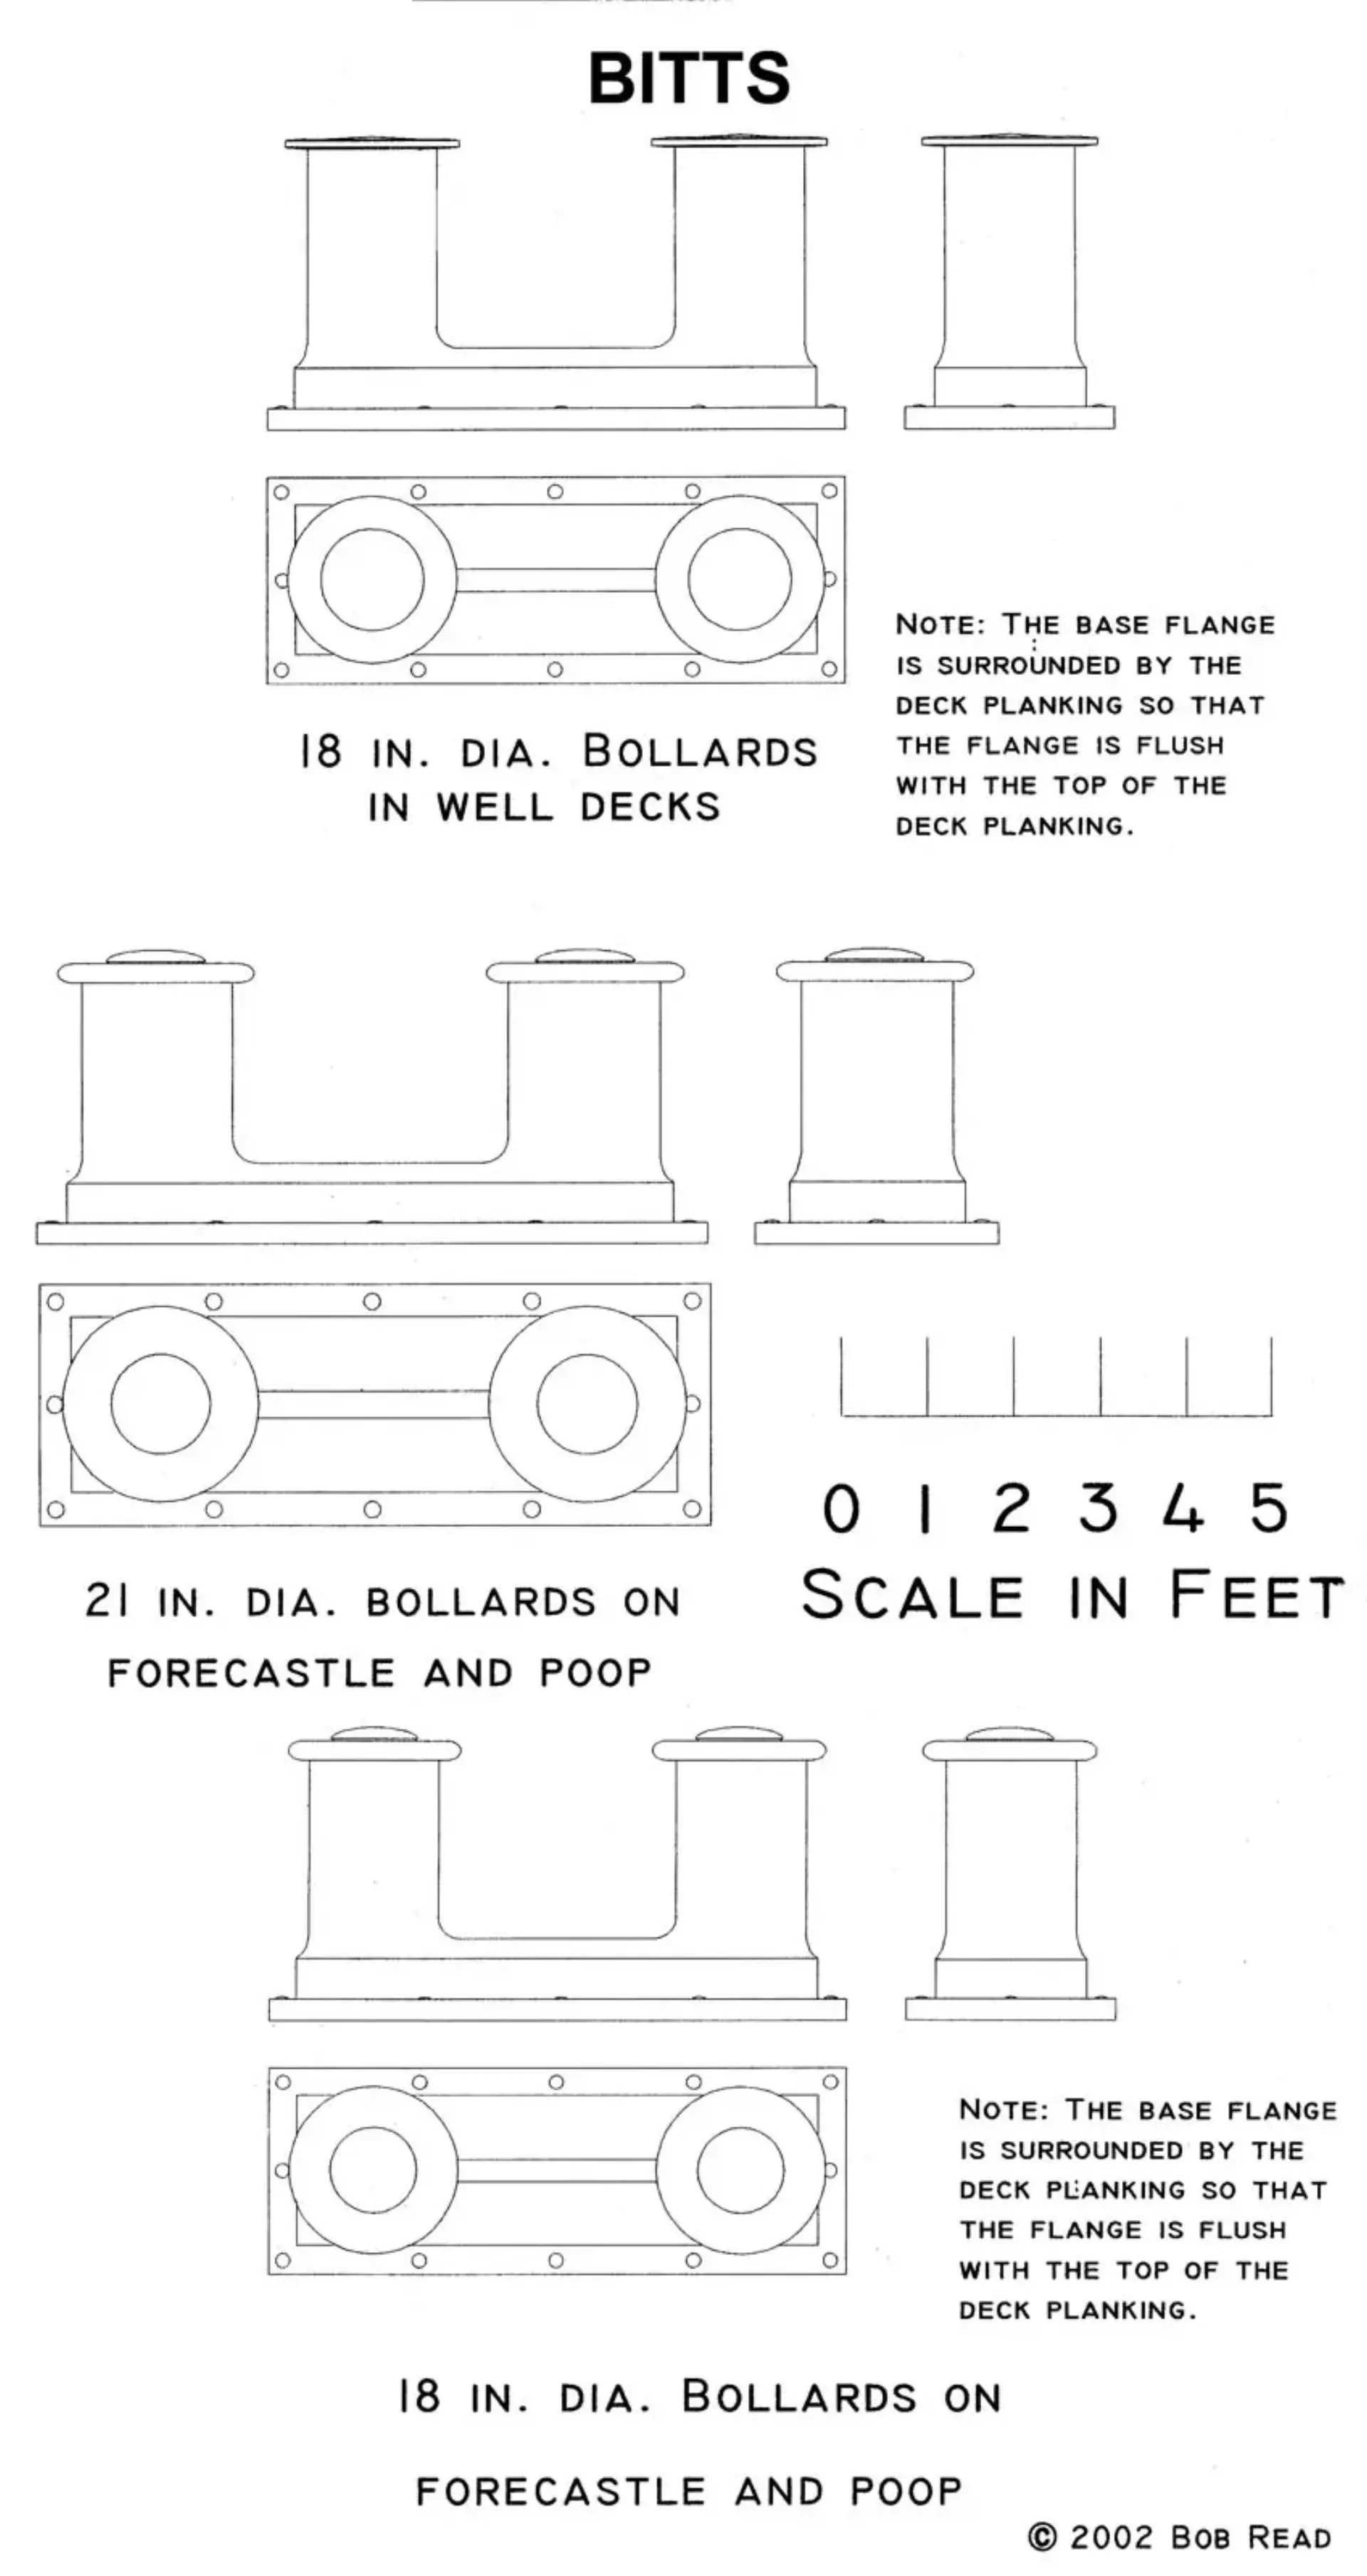 BITTS
18 IN. DIA. BOLLARDS
IN WELL DECKS
NOTE: THE BASE FLANGE
IS SURROUNDED BY THE
DECK PLANKING SO THAT
THE FLANGE IS FLUSH
WITH THE TOP OF THE
DECK PLANKING.
21 IN. DIA. BOLLARDS ON
FORECASTLE AND POOP
0 1 2 3 4 5
SCALE IN FEET
NOTE: THE BASE FLANGE
IS SURROUNDED BY THE
DECK PLANKING SO THAT
THE FLANGE IS FLUSH
WITH THE TOP OF THE
DECK PLANKING.
18 IN. DIA. BOLLARDS ON
FORECASTLE AND POOP
© 2002 BOB READ